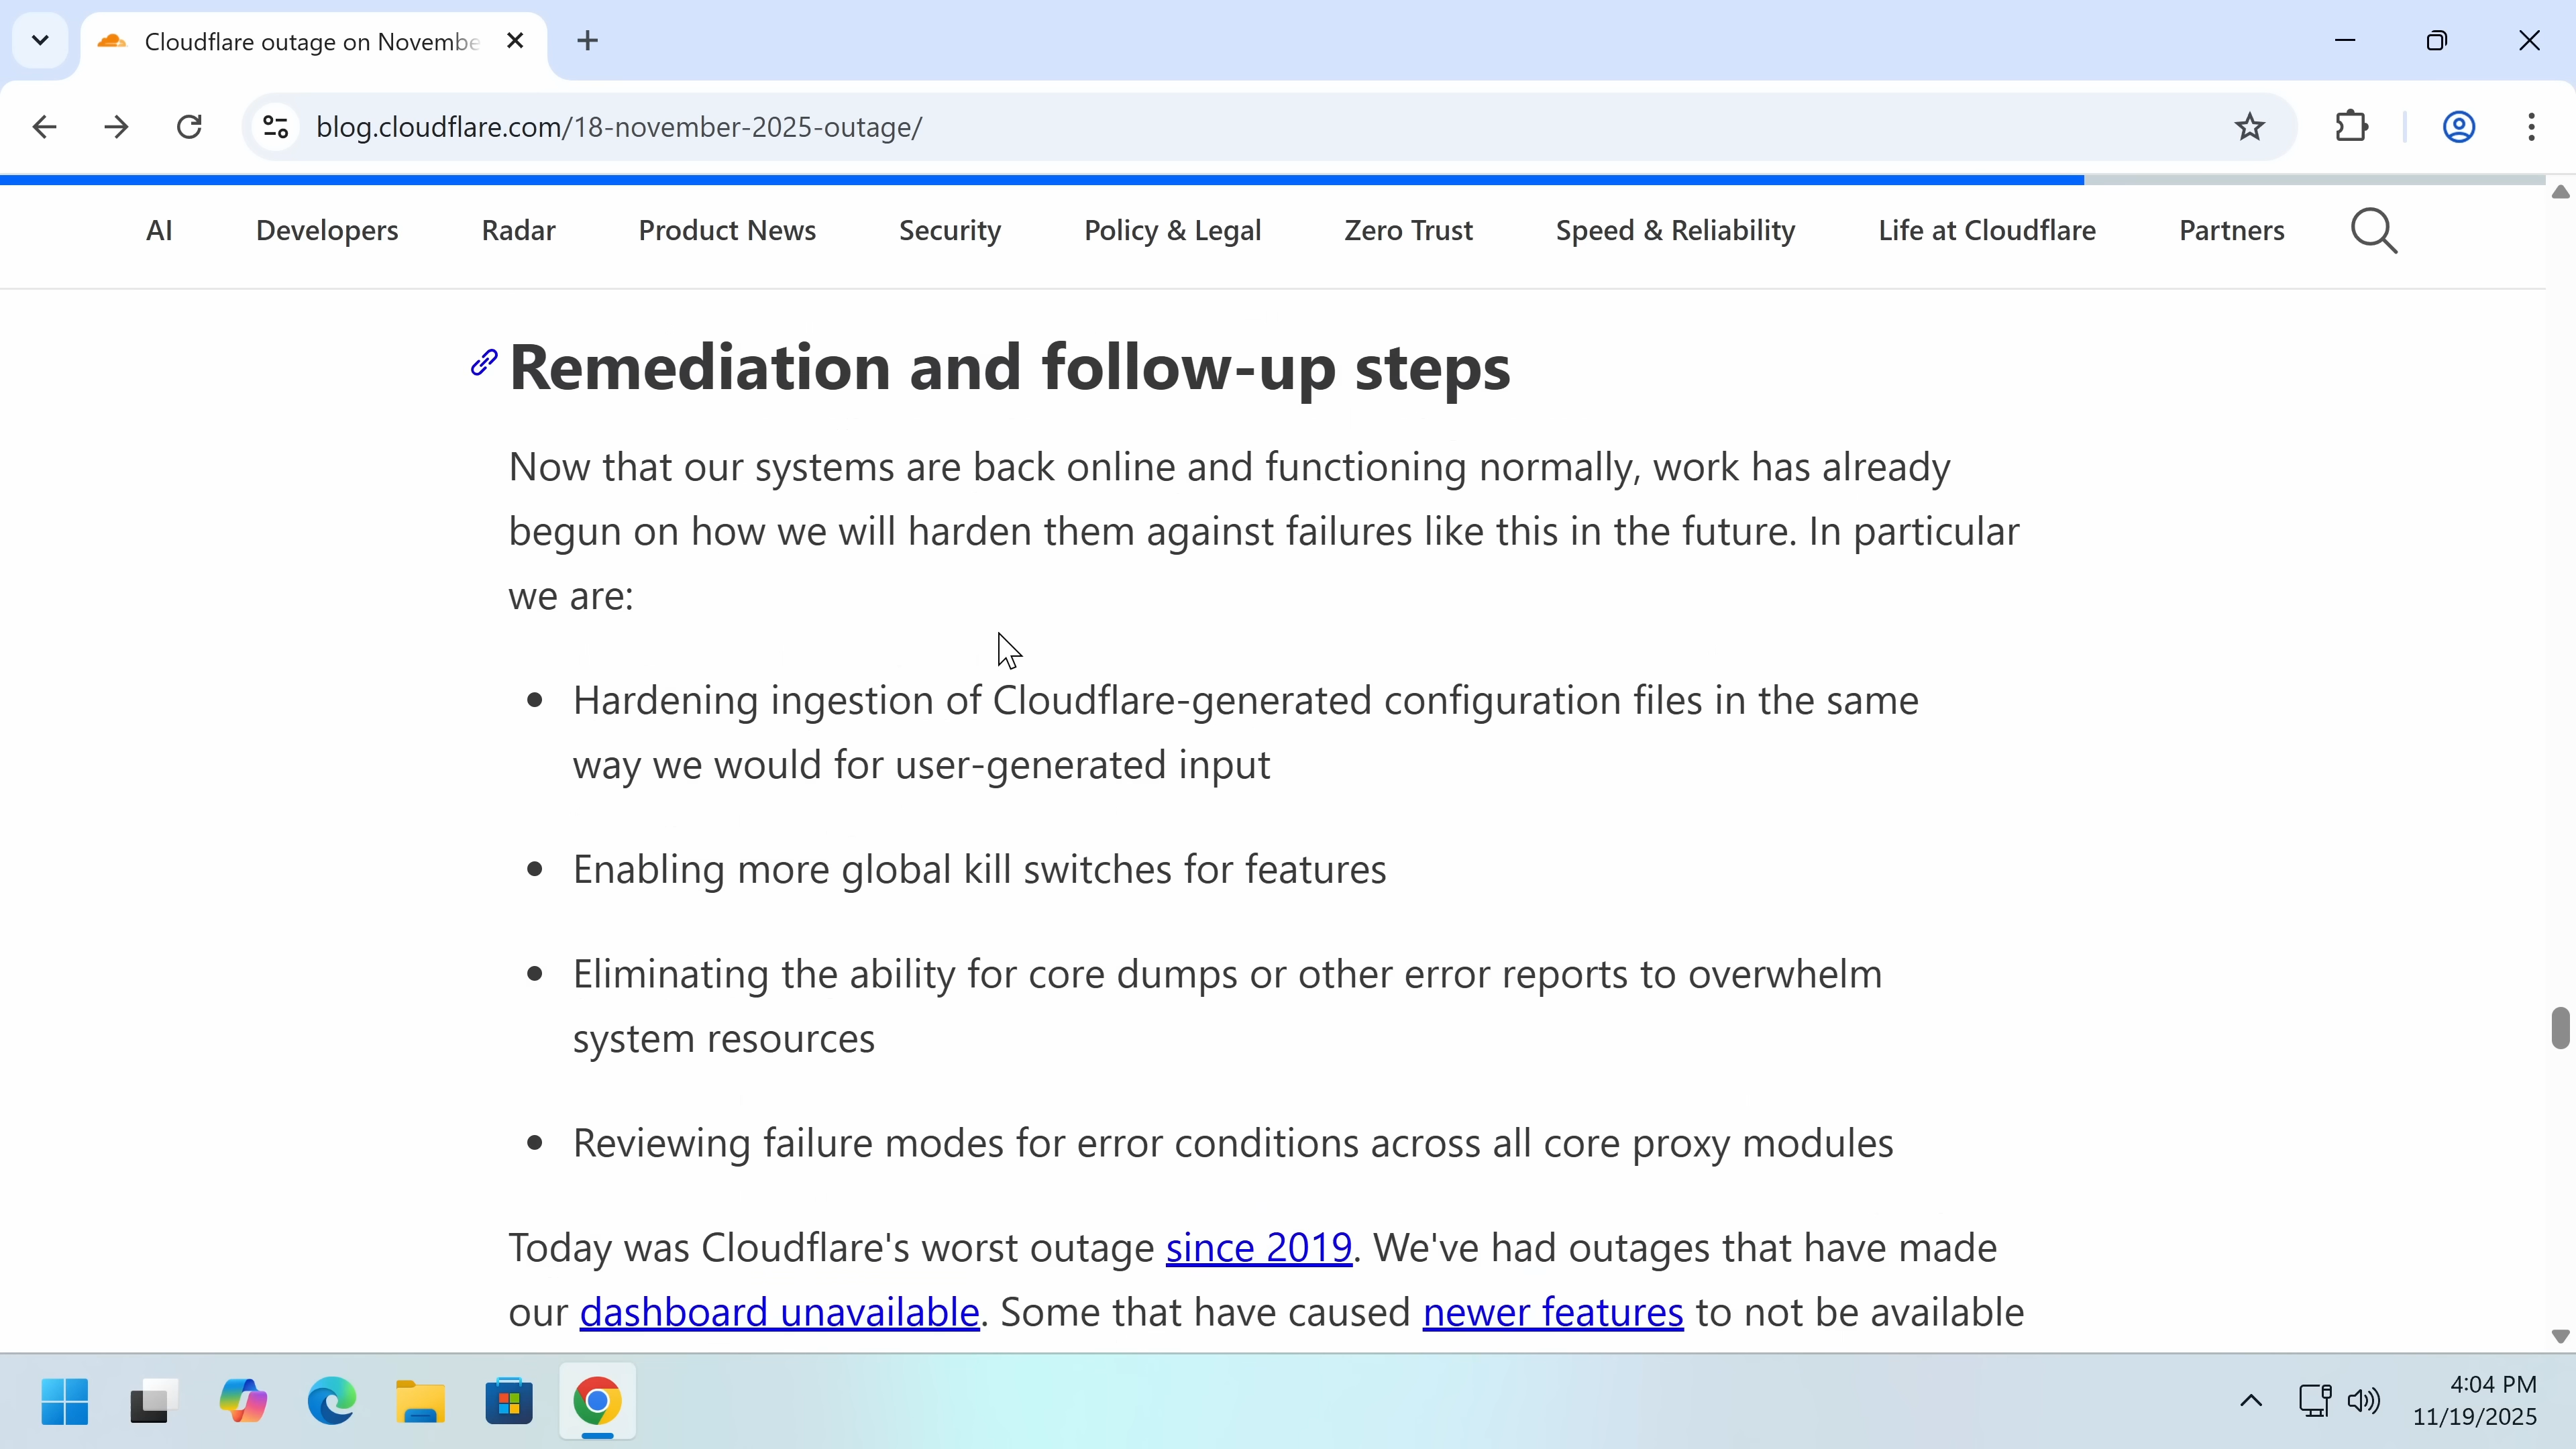 Cloudflare outage on Novembe
blog.cloudflare.com/18-november-2025-outage/
AI Developers Radar Product News Security Policy & Legal Zero Trust Speed & Reliability Life at Cloudflare Partners
Remediation and follow-up steps
Now that our systems are back online and functioning normally, work has already
begun on how we will harden them against failures like this in the future. In particular
we are:
• Hardening ingestion of Cloudflare-generated configuration files in the same
way we would for user-generated input
• Enabling more global kill switches for features
• Eliminating the ability for core dumps or other error reports to overwhelm
system resources
• Reviewing failure modes for error conditions across all core proxy modules
Today was Cloudflare's worst outage since 2019. We've had outages that have made
our dashboard unavailable. Some that have caused newer features to not be available
4:04 PM
11/19/2025